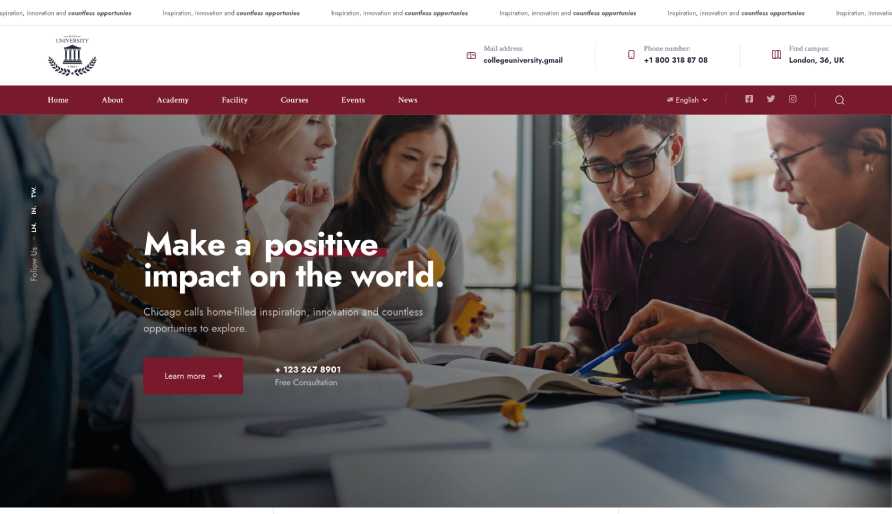 spiration, innovation and countless opportunies Inspiration, innovation and countless opportunies Inspiration, innovation and countless opportunies Inspiration, innovation and countless opportunies Inspiration, innovation and countless opportunies Inspiration, innova
UNIVERSITY
Mail address:
collegeuniversity.gmail
Phone number:
+1 800 318 87 08
Find campus:
London, 36, UK
Home About Academy Facility Courses Events News
English
Follow Us - LN. IN. TW.
Make a positive
impact on the world.
Chicago calls home-filled inspiration, innovation and countless
opportunies to explore.
Learn more →
+ 123 267 8901
Free Consultation